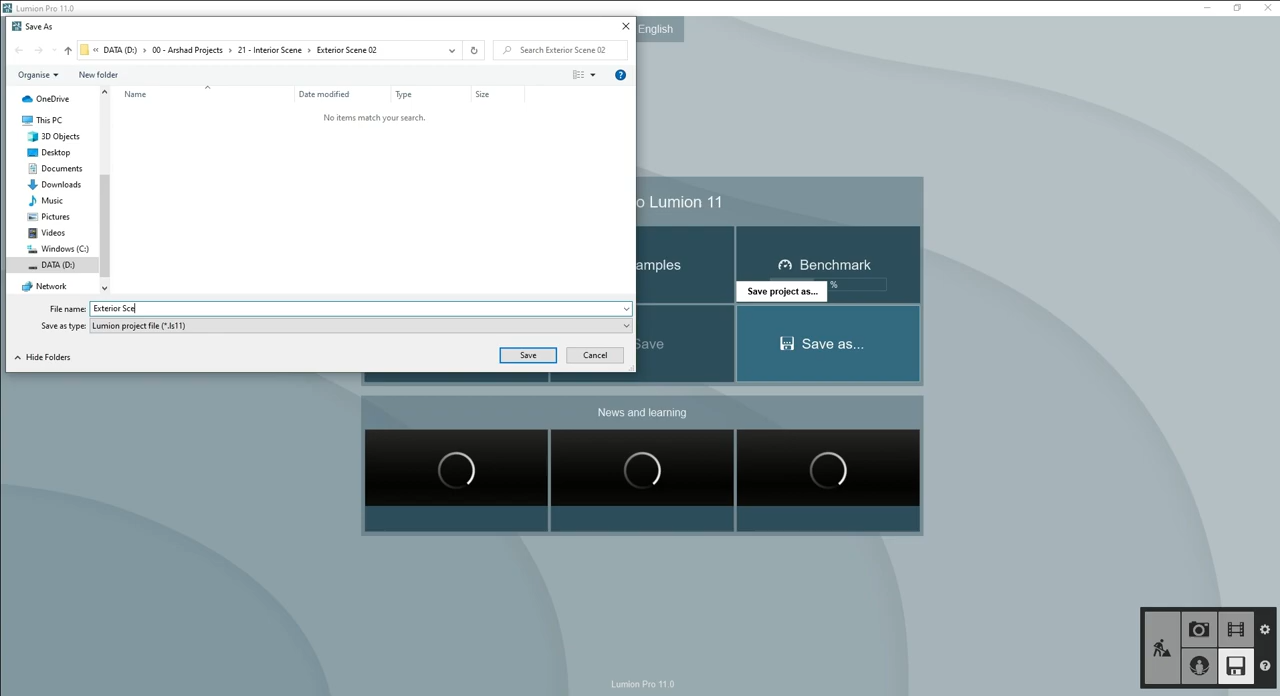 Lumion Pro 11.0
Save As
English
« DATA (D:) › 00 - Arshad Projects › 21 - Interior Scene › Exterior Scene 02
Search Exterior Scene 02
Organise
New folder
?
Name
Date modified
Type
Size
No items match your search.
OneDrive
This PC
3D Objects
Desktop
Documents
Downloads
Music
Pictures
Videos
Windows (C:)
DATA (D:)
Network
File name: Exterior Sce
Save as type: Lumion project file (*.ls11)
Save
Cancel
Hide Folders
o Lumion 11
amples
Benchmark
%
Save project as...
Save
Save as...
News and learning
?
Lumion Pro 11.0